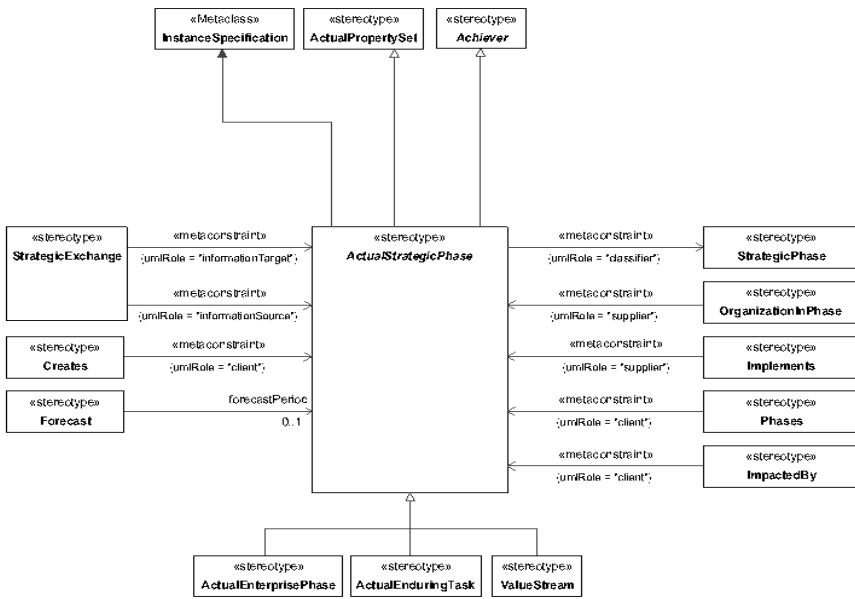 «Metaclass»
InstanceSpecification
«stereotype»
ActualPropertySet
«stereotype»
Achiever
«stereotype»
StrategicExchange
«metaconstraint»
{umlRole = "informationTarget"}
«metaconstraint»
{umlRole = "informationSource"}
«stereotype»
Creates
«metaconstraint»
{umlRole = "client"}
«stereotype»
Forecast
forecastPeriod
0..1
«stereotype»
ActualStrategicPhase
«metaconstraint»
{umlRole = "classifier"}
«stereotype»
StrategicPhase
«metaconstraint»
{umlRole = "supplier"}
«stereotype»
OrganizationInPhase
«metaconstraint»
{umlRole = "supplier"}
«stereotype»
Implements
«metaconstraint»
{umlRole = "client"}
«stereotype»
Phases
«metaconstraint»
{umlRole = "client"}
«stereotype»
ImpactedBy
«stereotype»
ActualEnterprisePhase
«stereotype»
ActualEnduringTask
«stereotype»
ValueStream